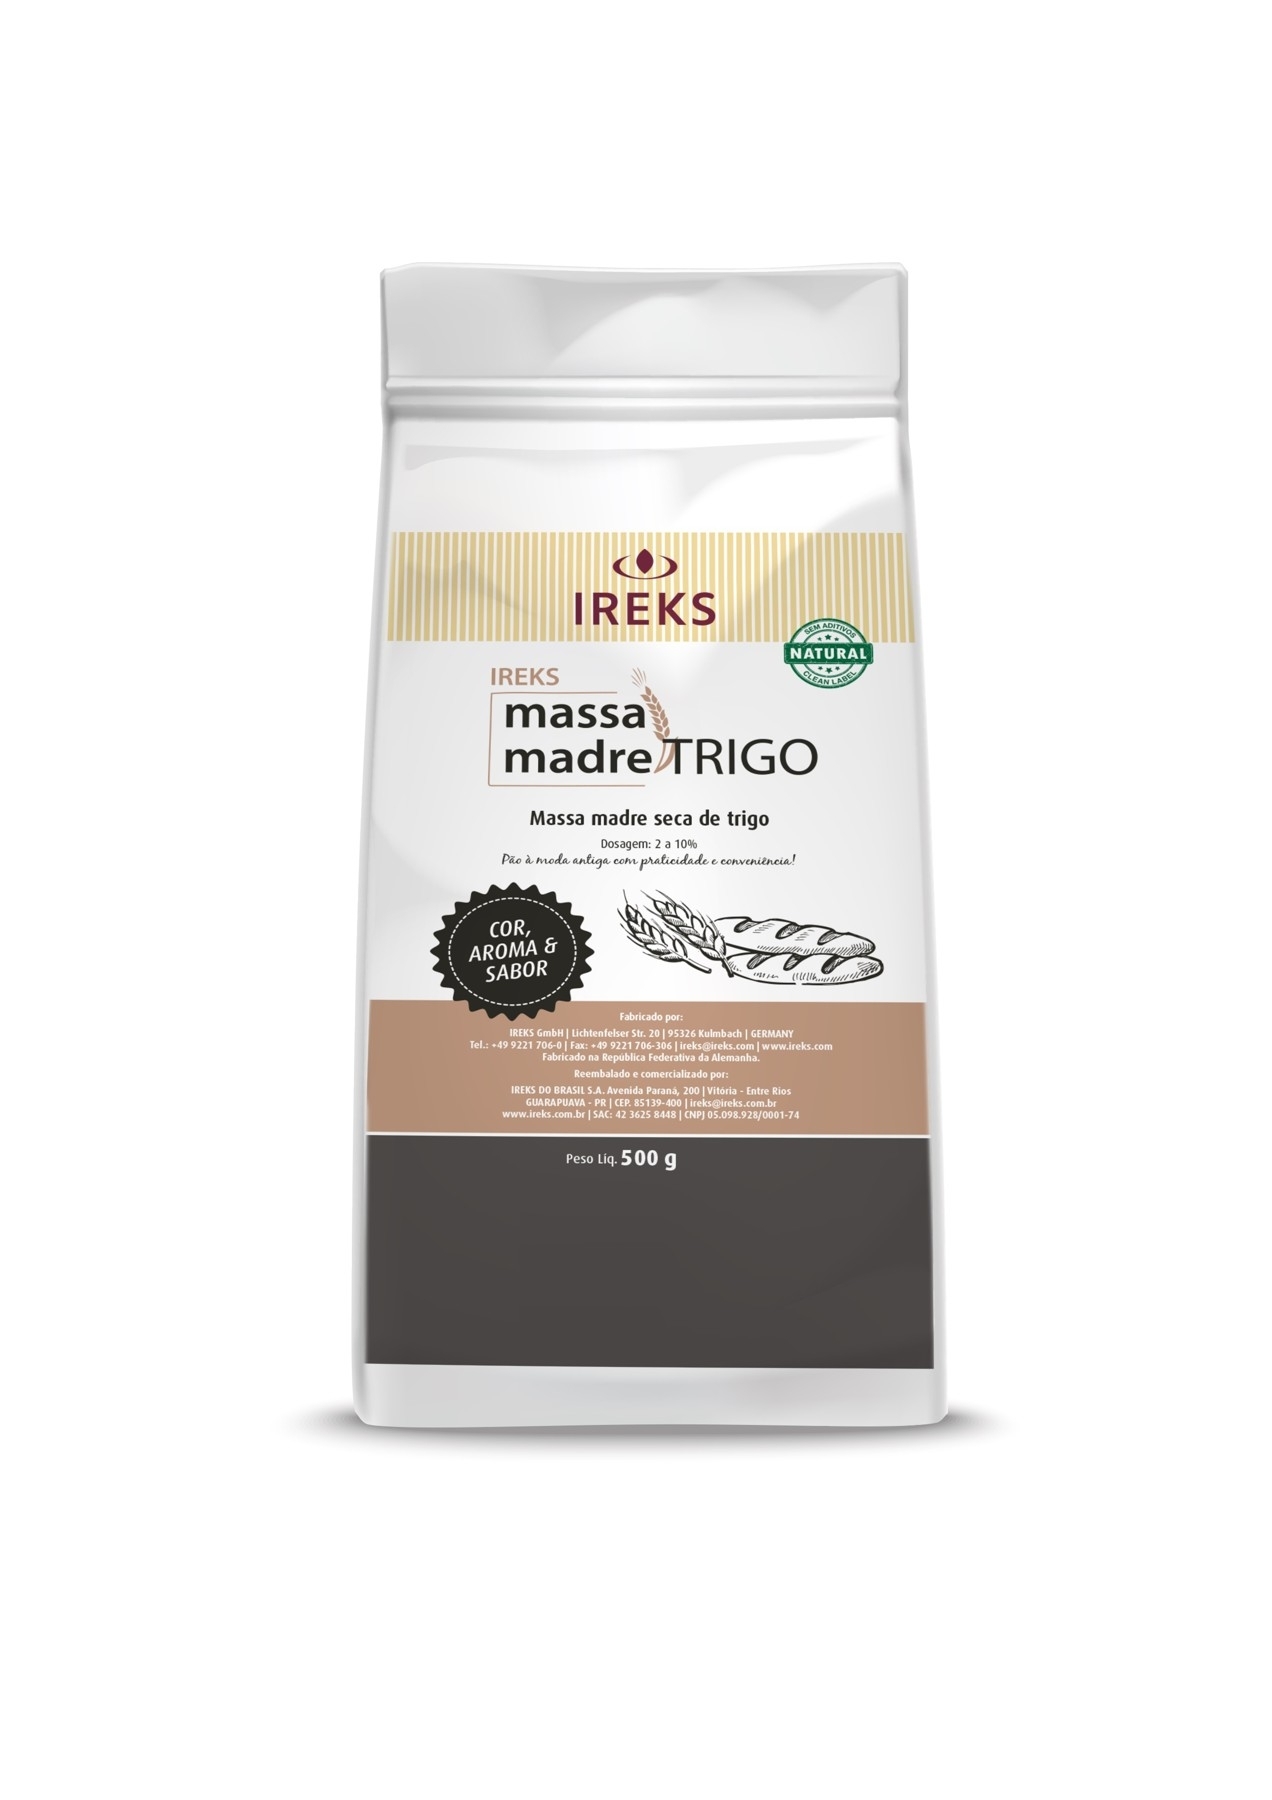 IREKS
SEM ADITIVOS
NATURAL
CLEAN LABEL
IREKS
massa
madre TRIGO
Massa madre seca de trigo
Dosagem: 2 a 10%
Pão à moda antiga com praticidade e conveniência!
COR,
AROMA &
SABOR
Fabricado por:
IREKS GmbH | Lichtenfelser Str. 20 | 95326 Kulmbach | GERMANY
Tel.: +49 9221 706-0 | Fax: +49 9221 706-306 | ireks@ireks.com | www.ireks.com
Fabricado na República Federativa da Alemanha.
Reembalado e comercializado por:
IREKS DO BRASIL S.A. Avenida Paraná, 200 | Vitória - Entre Rios
GUARAPUAVA - PR | CEP. 85139-400 | ireks@ireks.com.br
www.ireks.com.br | SAC: 42 3625 8448 | CNPJ 05.098.928/0001-74
Peso Liq. 500 g